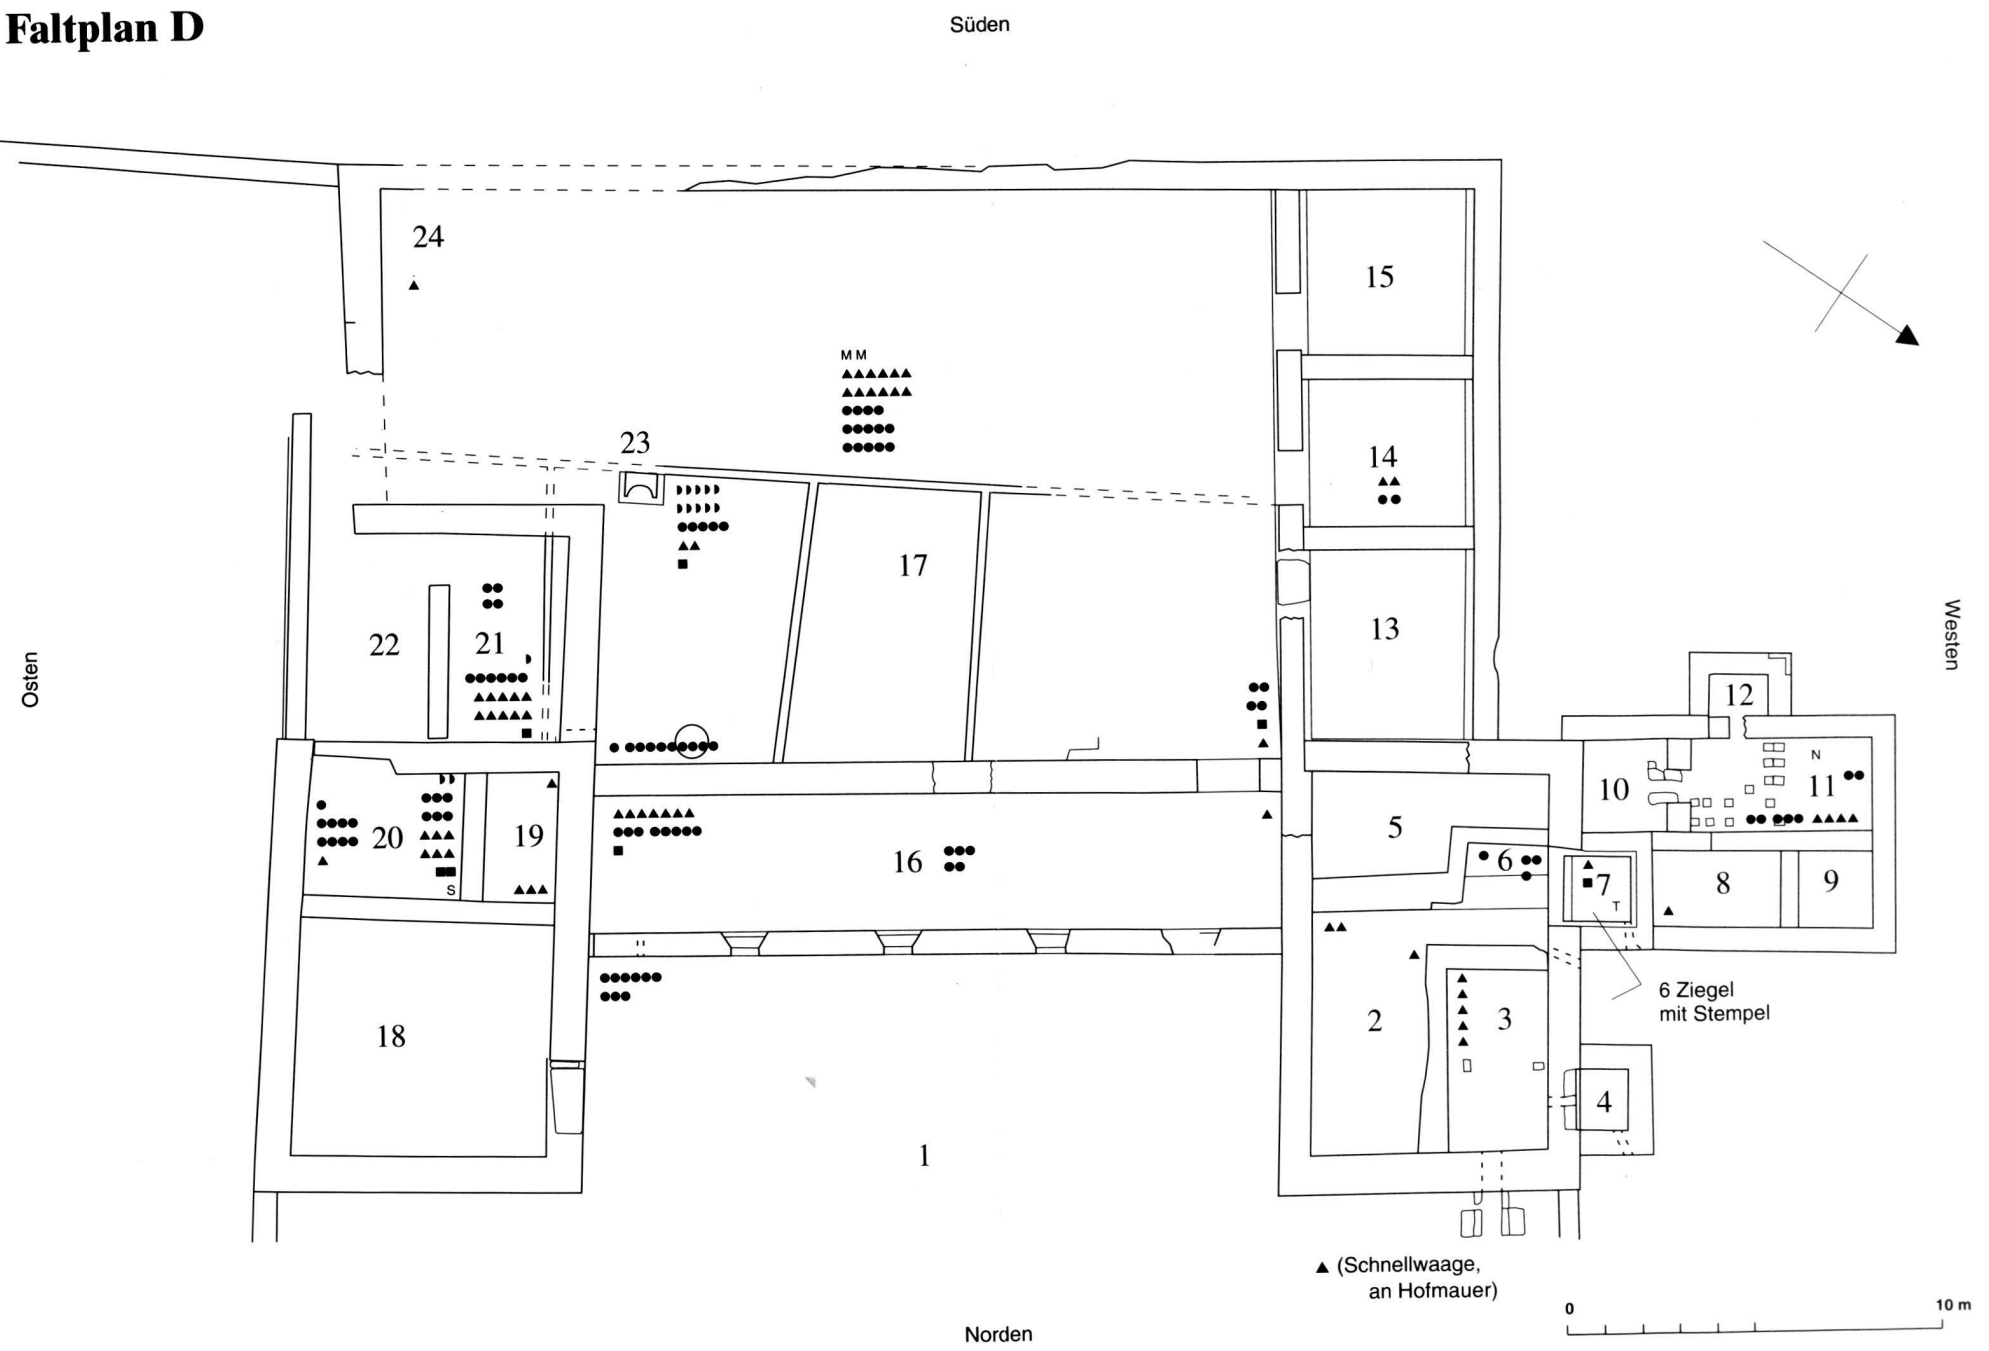 Faltplan D
Süden
24
15
M M
23
14
17
22
21
13
Osten
Westen
12
N
10
11
20
19
S
16
5
6
7
T
8
9
6 Ziegel
mit Stempel
18
2
3
4
1
(Schnellwaage,
an Hofmauer)
0
10 m
Norden